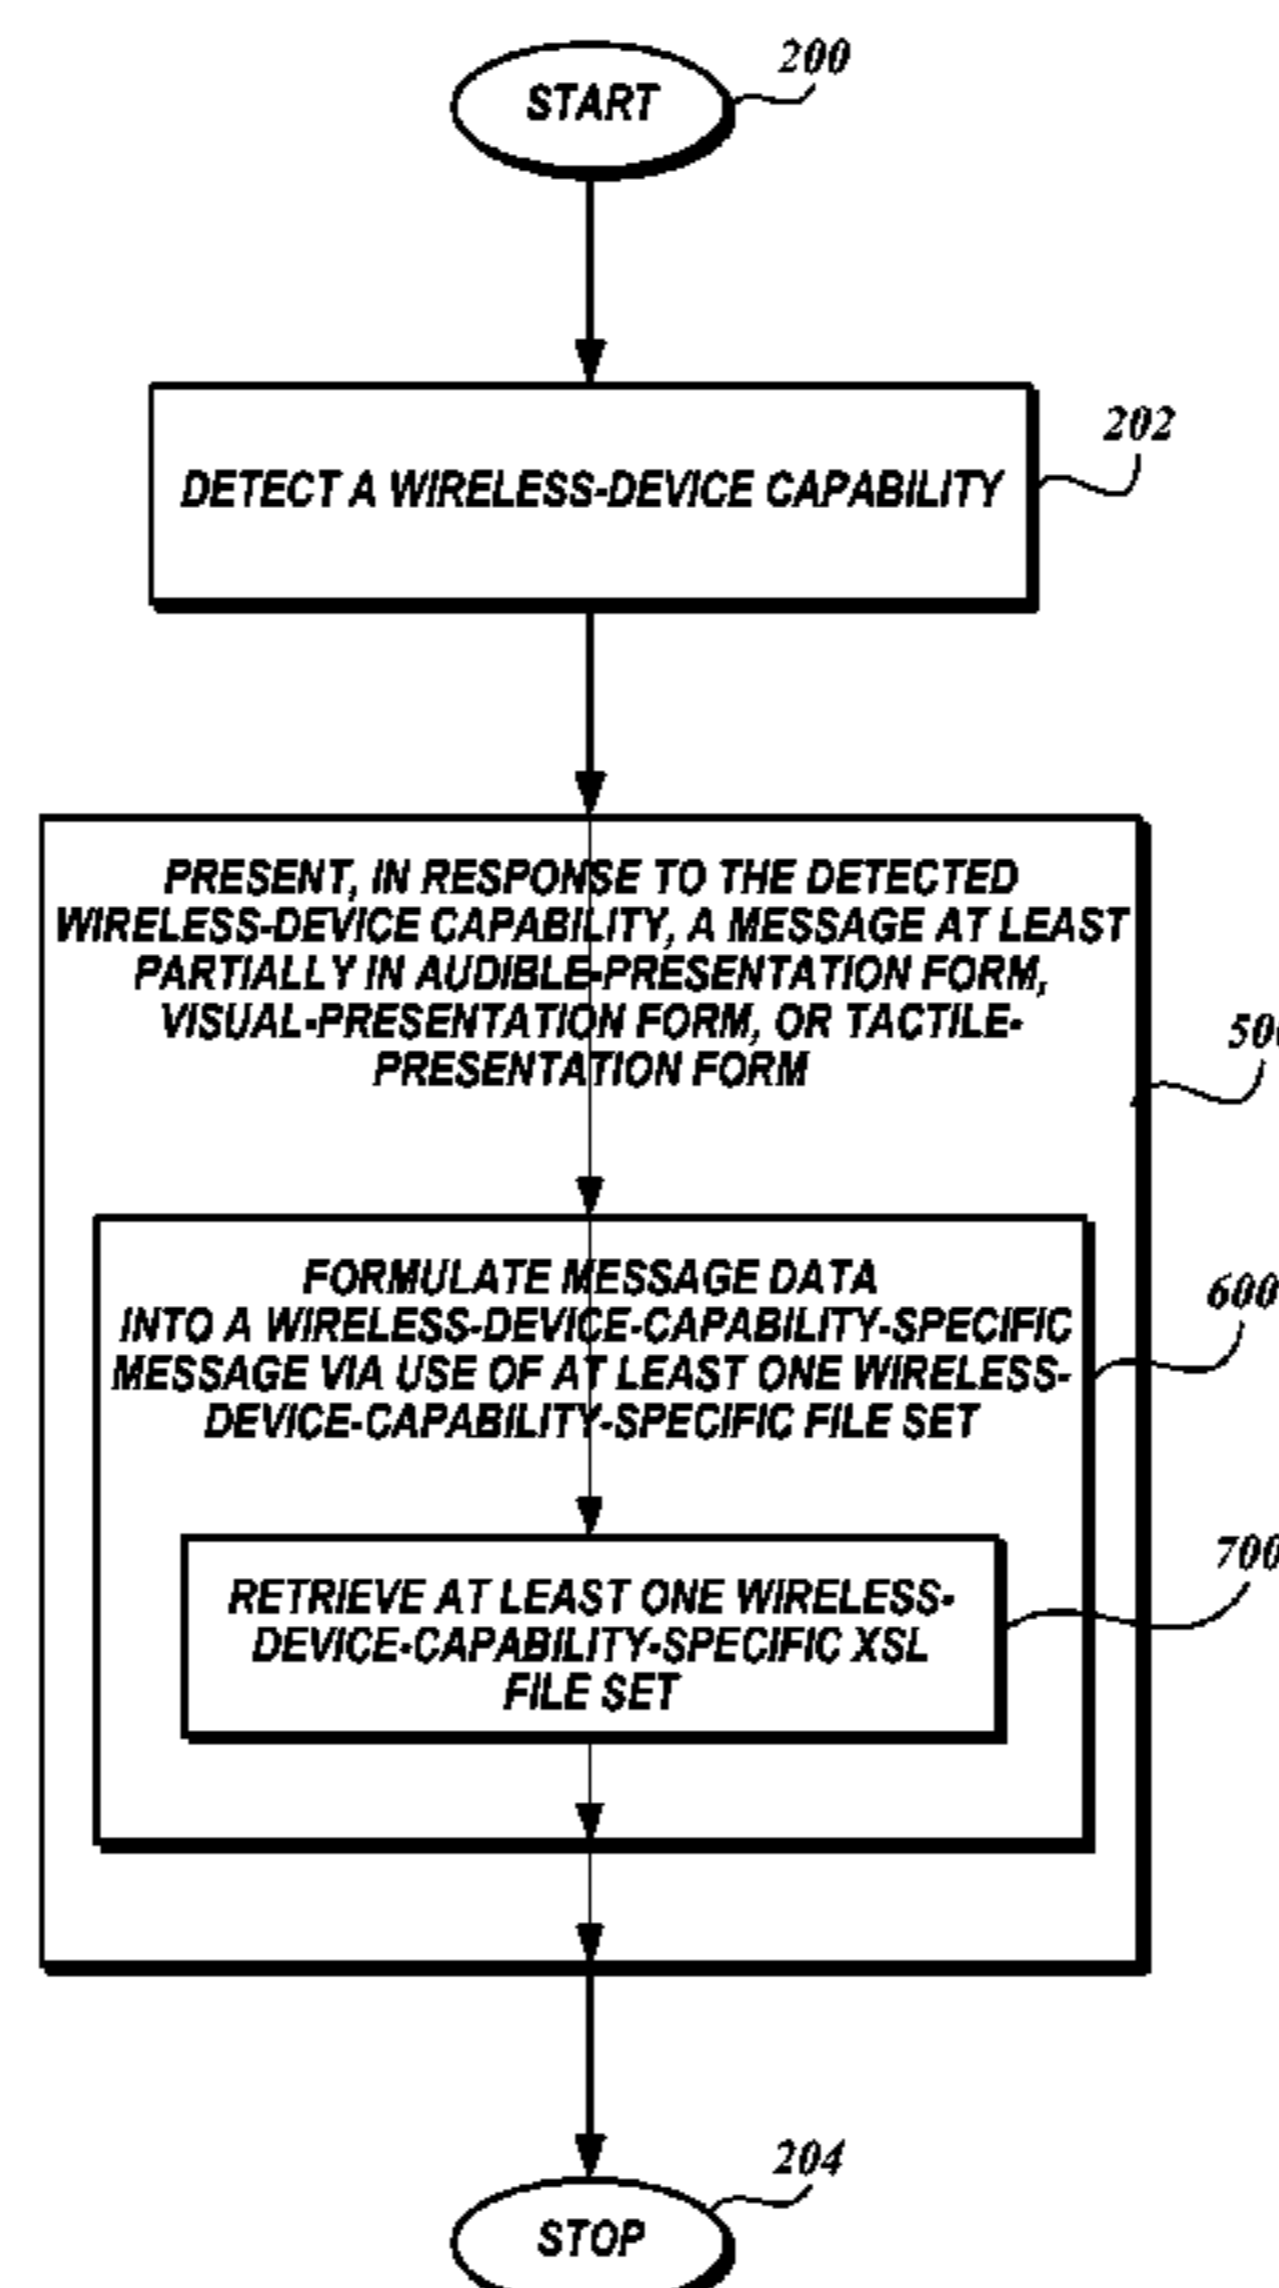 200
START
202
DETECT A WIRELESS-DEVICE CAPABILITY
PRESENT, IN RESPONSE TO THE DETECTED
WIRELESS-DEVICE CAPABILITY, A MESSAGE AT LEAST
PARTIALLY IN AUDIBLE-PRESENTATION FORM,
VISUAL-PRESENTATION FORM, OR TACTILE-
PRESENTATION FORM
FORMULATE MESSAGE DATA
INTO A WIRELESS-DEVICE-CAPABILITY-SPECIFIC
MESSAGE VIA USE OF AT LEAST ONE WIRELESS-
DEVICE-CAPABILITY-SPECIFIC FILE SET
600
RETRIEVE AT LEAST ONE WIRELESS-
DEVICE-CAPABILITY-SPECIFIC XSL
FILE SET
700
204
STOP